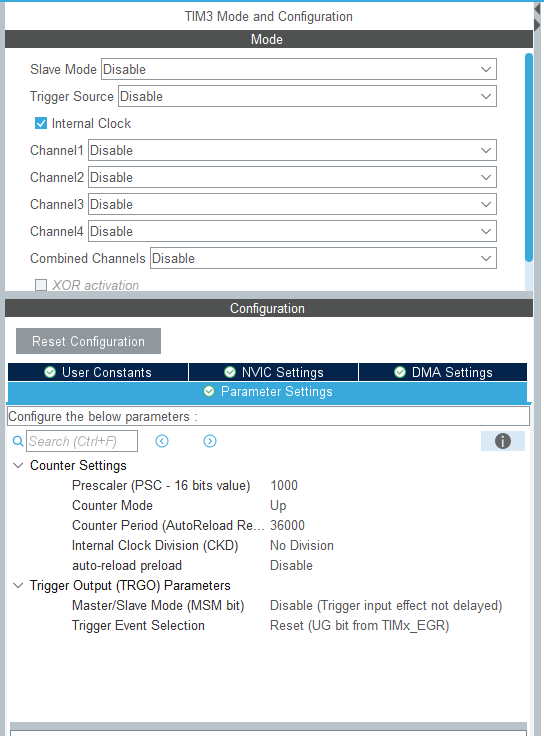 TIM3 Mode and Configuration
Mode
Slave Mode Disable
Trigger Source Disable
Internal Clock
Channel1 Disable
Channel2 Disable
Channel3 Disable
Channel4 Disable
Combined Channels Disable
XOR activation
Configuration
Reset Configuration
User Constants NVIC Settings DMA Settings
Parameter Settings
Configure the below parameters :
Search (Ctrl+F)
Counter Settings
Prescaler (PSC - 16 bits value) 1000
Counter Mode Up
Counter Period (AutoReload Re... 36000
Internal Clock Division (CKD) No Division
auto-reload preload Disable
Trigger Output (TRGO) Parameters
Master/Slave Mode (MSM bit) Disable (Trigger input effect not delayed)
Trigger Event Selection Reset (UG bit from TIMx_EGR)